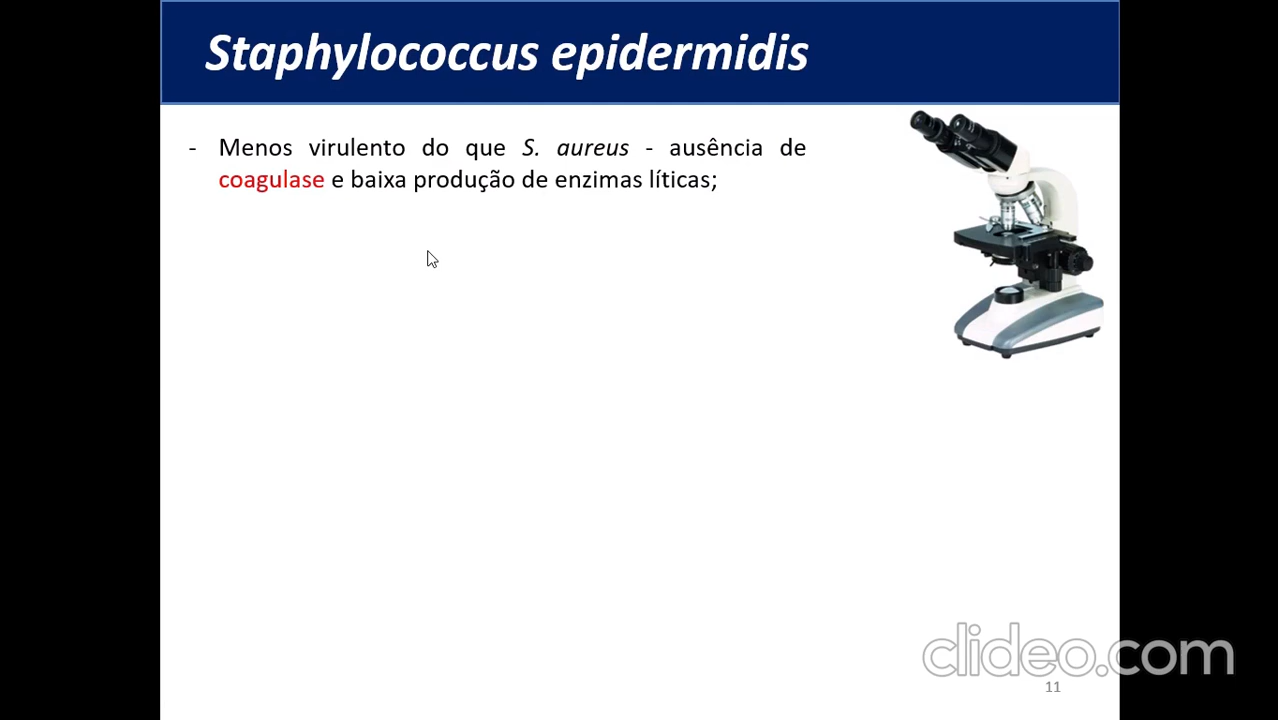 Staphylococcus epidermidis
- Menos virulento do que S. aureus - ausência de
coagulase e baixa produção de enzimas líticas;
clideo.com
11